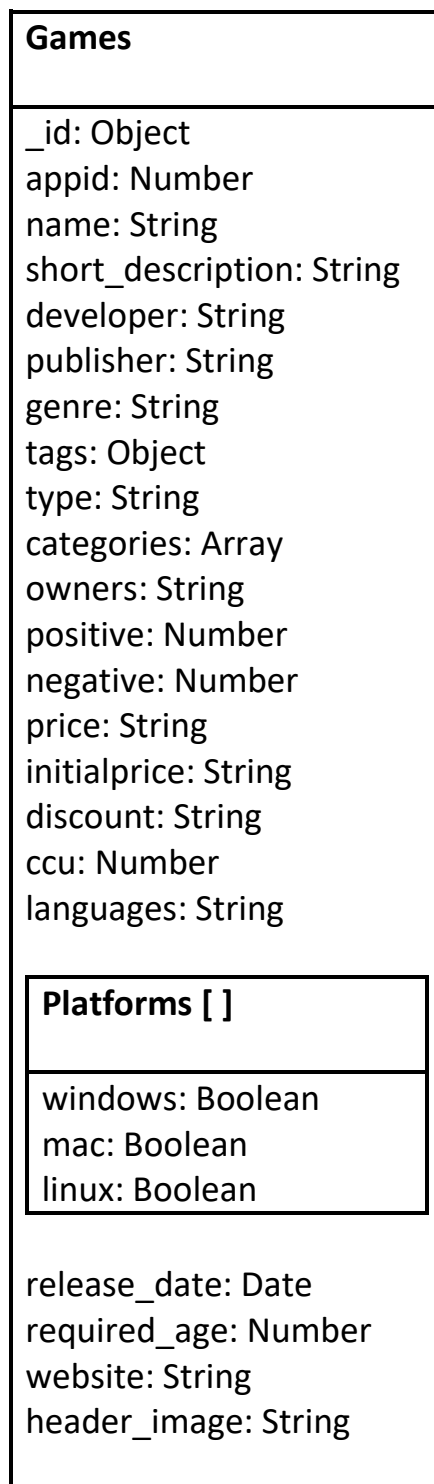 Games
_id: Object
appid: Number
name: String
short_description: String
developer: String
publisher: String
genre: String
tags: Object
type: String
categories: Array
owners: String
positive: Number
negative: Number
price: String
initialprice: String
discount: String
ccu: Number
languages: String
Platforms [ ]
windows: Boolean
mac: Boolean
linux: Boolean
release_date: Date
required_age: Number
website: String
header_image: String